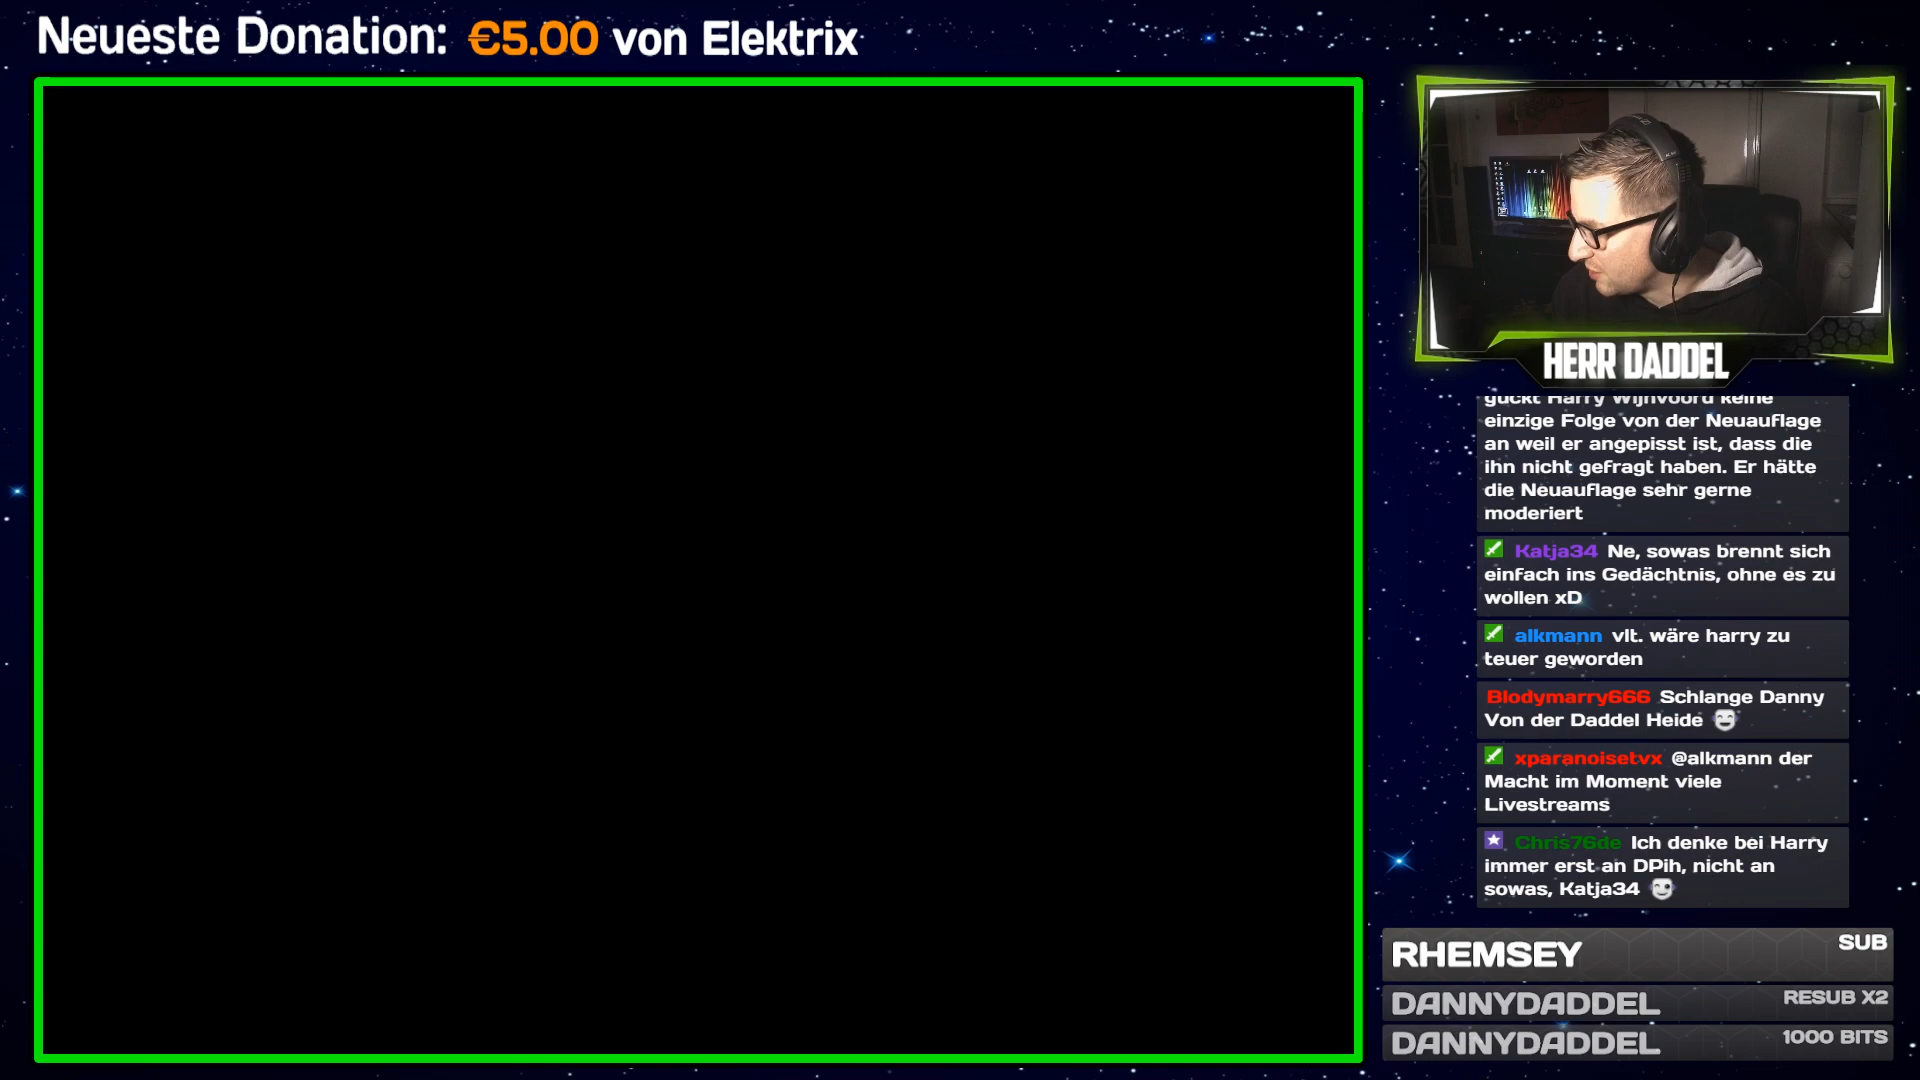 Neueste Donation: €5.00 von Elektrix
HERR DADDEL
guckt Harry Wijnvoord keine
einzige Folge von der Neuauflage
an weil er angepisst ist, dass die
ihn nicht gefragt haben. Er hätte
die Neuauflage sehr gerne
moderiert
Katja34 Ne, sowas brennt sich
einfach ins Gedächtnis, ohne es zu
wollen xD
alkmann vlt. wäre harry zu
teuer geworden
Blodymarry666 Schlange Danny
Von der Daddel Heide
xparanoisetvx @alkmann der
Macht im Moment viele
Livestreams
Chris76de Ich denke bei Harry
immer erst an DPih, nicht an
sowas, Katja34
RHEMSEY SUB
DANNYDADDEL RESUB X2
DANNYDADDEL 1000 BITS